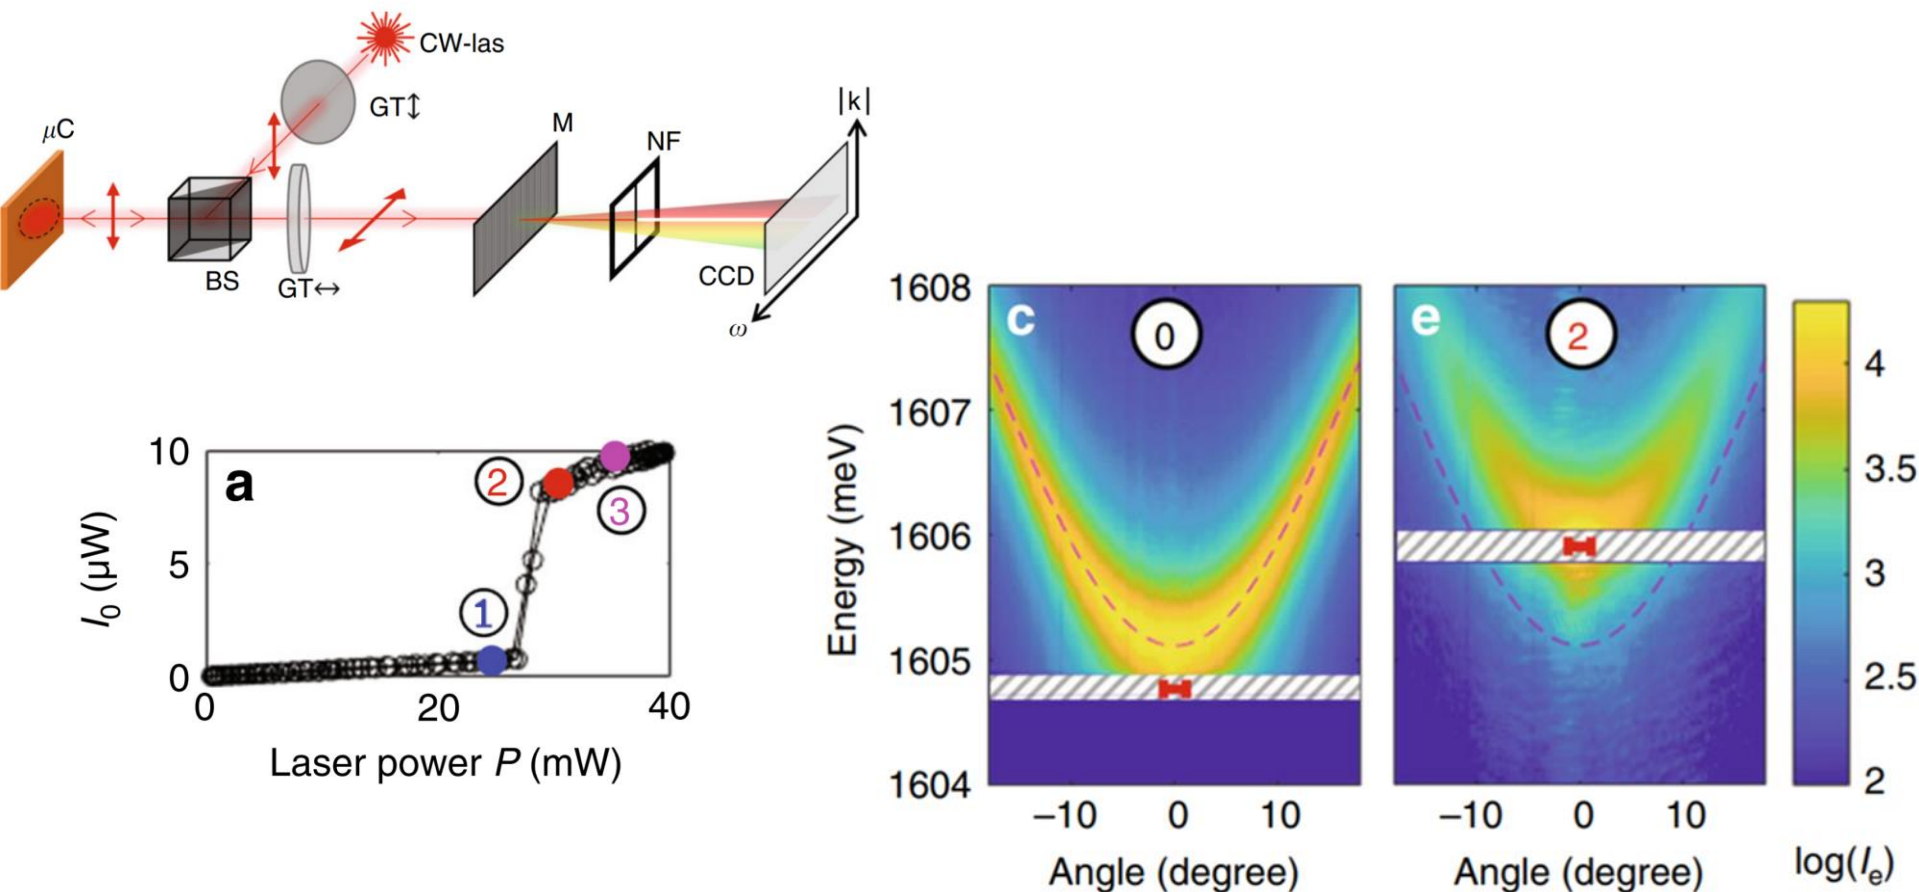 CW-las
GT↕
μC
M
NF
|k|
BS
GT↔
CCD
ω
a
I₀ (μW)
10
5
0
1
2
3
0
20
40
Laser power P (mW)
Energy (meV)
1608
1607
1606
1605
1604
c
0
–10
0
10
Angle (degree)
e
2
–10
0
10
Angle (degree)
4
3.5
3
2.5
2
log(Iₑ)